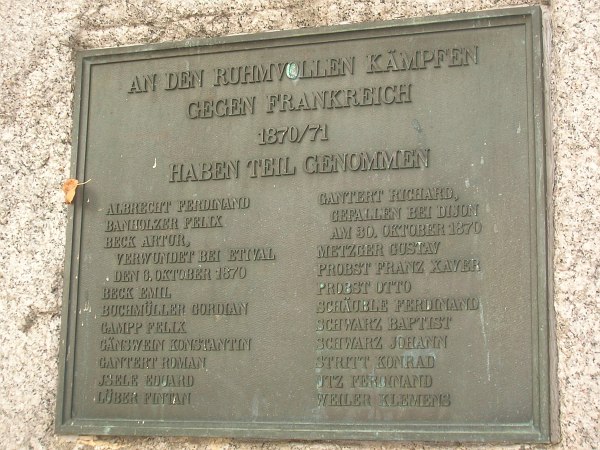 AN DEN RUHMVOLLEN KÄMPFEN
GEGEN FRANKREICH
1870/71
HABEN TEIL GENOMMEN
ALBRECHT FERDINAND
BANHOLZER FELIX
BECK ARTUR,
VERWUNDET BEI ETIVAL
DEN 6. OKTOBER 1870
BECK EMIL
BUCHMÜLLER GORDIAN
GAMPP FELIX
GÄNSWEIN KONSTANTIN
GANTERT ROMAN
JSELE EDUARD
LÜBER FINTAN
GANTERT RICHARD,
GEFALLEN BEI DIJON
AM 30. OKTOBER 1870
METZGER GUSTAV
PROBST FRANZ XAVER
PROBST OTTO
SCHÄUBLE FERDINAND
SCHWARZ BAPTIST
SCHWARZ JOHANN
STRITT KONRAD
UTZ FERDINAND
WEILER KLEMENS